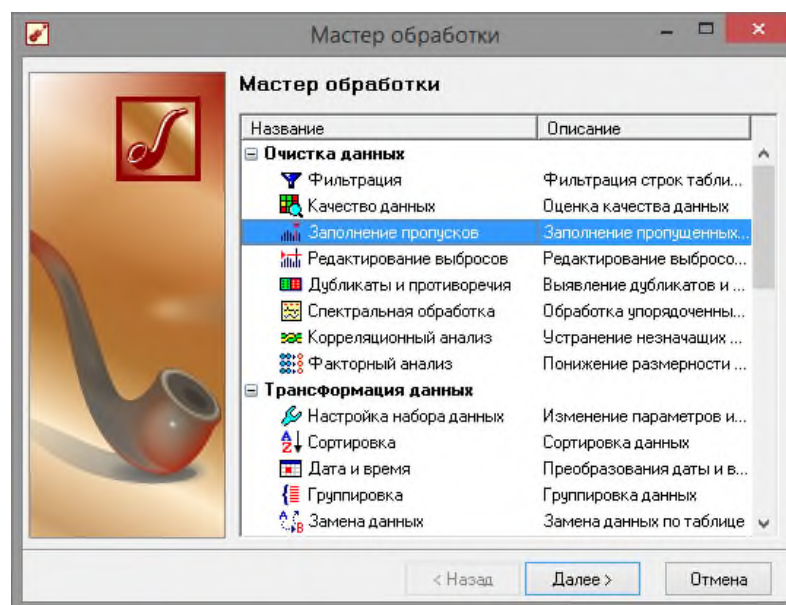 Мастер обработки
Мастер обработки
Название Описание
Очистка данных
Фильтрация Фильтрация строк табли...
Качество данных Оценка качества данных
Заполнение пропусков Заполнение пропущенных...
Редактирование выбросов Редактирование выбросо...
Дубликаты и противоречия Выявление дубликатов и ...
Спектральная обработка Обработка упорядоченны...
Корреляционный анализ Устранение незначащих ...
Факторный анализ Понижение размерности ...
Трансформация данных
Настройка набора данных Изменение параметров и...
Сортировка Сортировка данных
Дата и время Преобразования даты и в...
Группировка Группировка данных
Замена данных Замена данных по таблице
< Назад Далее > Отмена